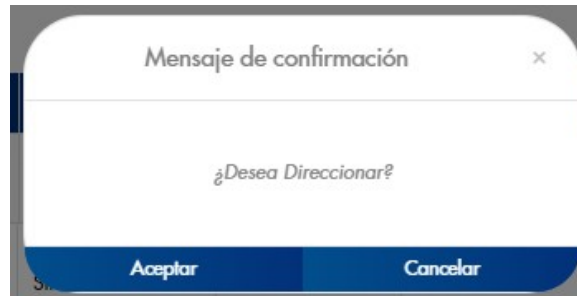 Mensaje de confirmación ×
¿Desea Direccionar?
Aceptar Cancelar